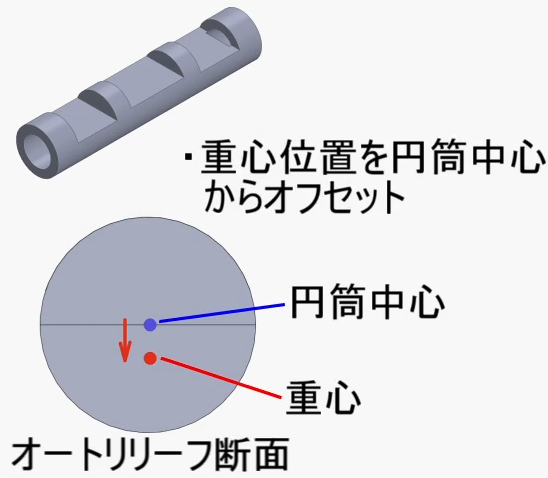 ・重心位置を円筒中心
からオフセット
円筒中心
重心
オートリリーフ断面